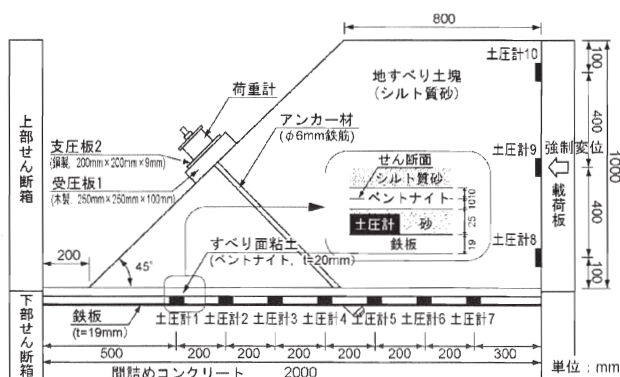 800
土圧計10
100
地すべり土塊
(シルト質砂)
荷重計
アンカー材
(φ6mm鉄筋)
400
上部せん断箱
支圧板2
(鋼製, 200mm×200mm×9mm)
受圧板1
(木製, 250mm×250mm×100mm)
せん断面
シルト質砂
ベントナイト
土圧計 砂
鉄板
10
10
25
19
土圧計9
強制変位
載荷板
1000
400
土圧計8
100
200
45°
すべり面粘土
(ベントナイト, t=20mm)
下部せん断箱
鉄板
(t=19mm)
土圧計1 土圧計2 土圧計3 土圧計4 土圧計5 土圧計6 土圧計7
500 200 200 200 200 200 200 300
間詰めコンクリート 2000
単位:mm